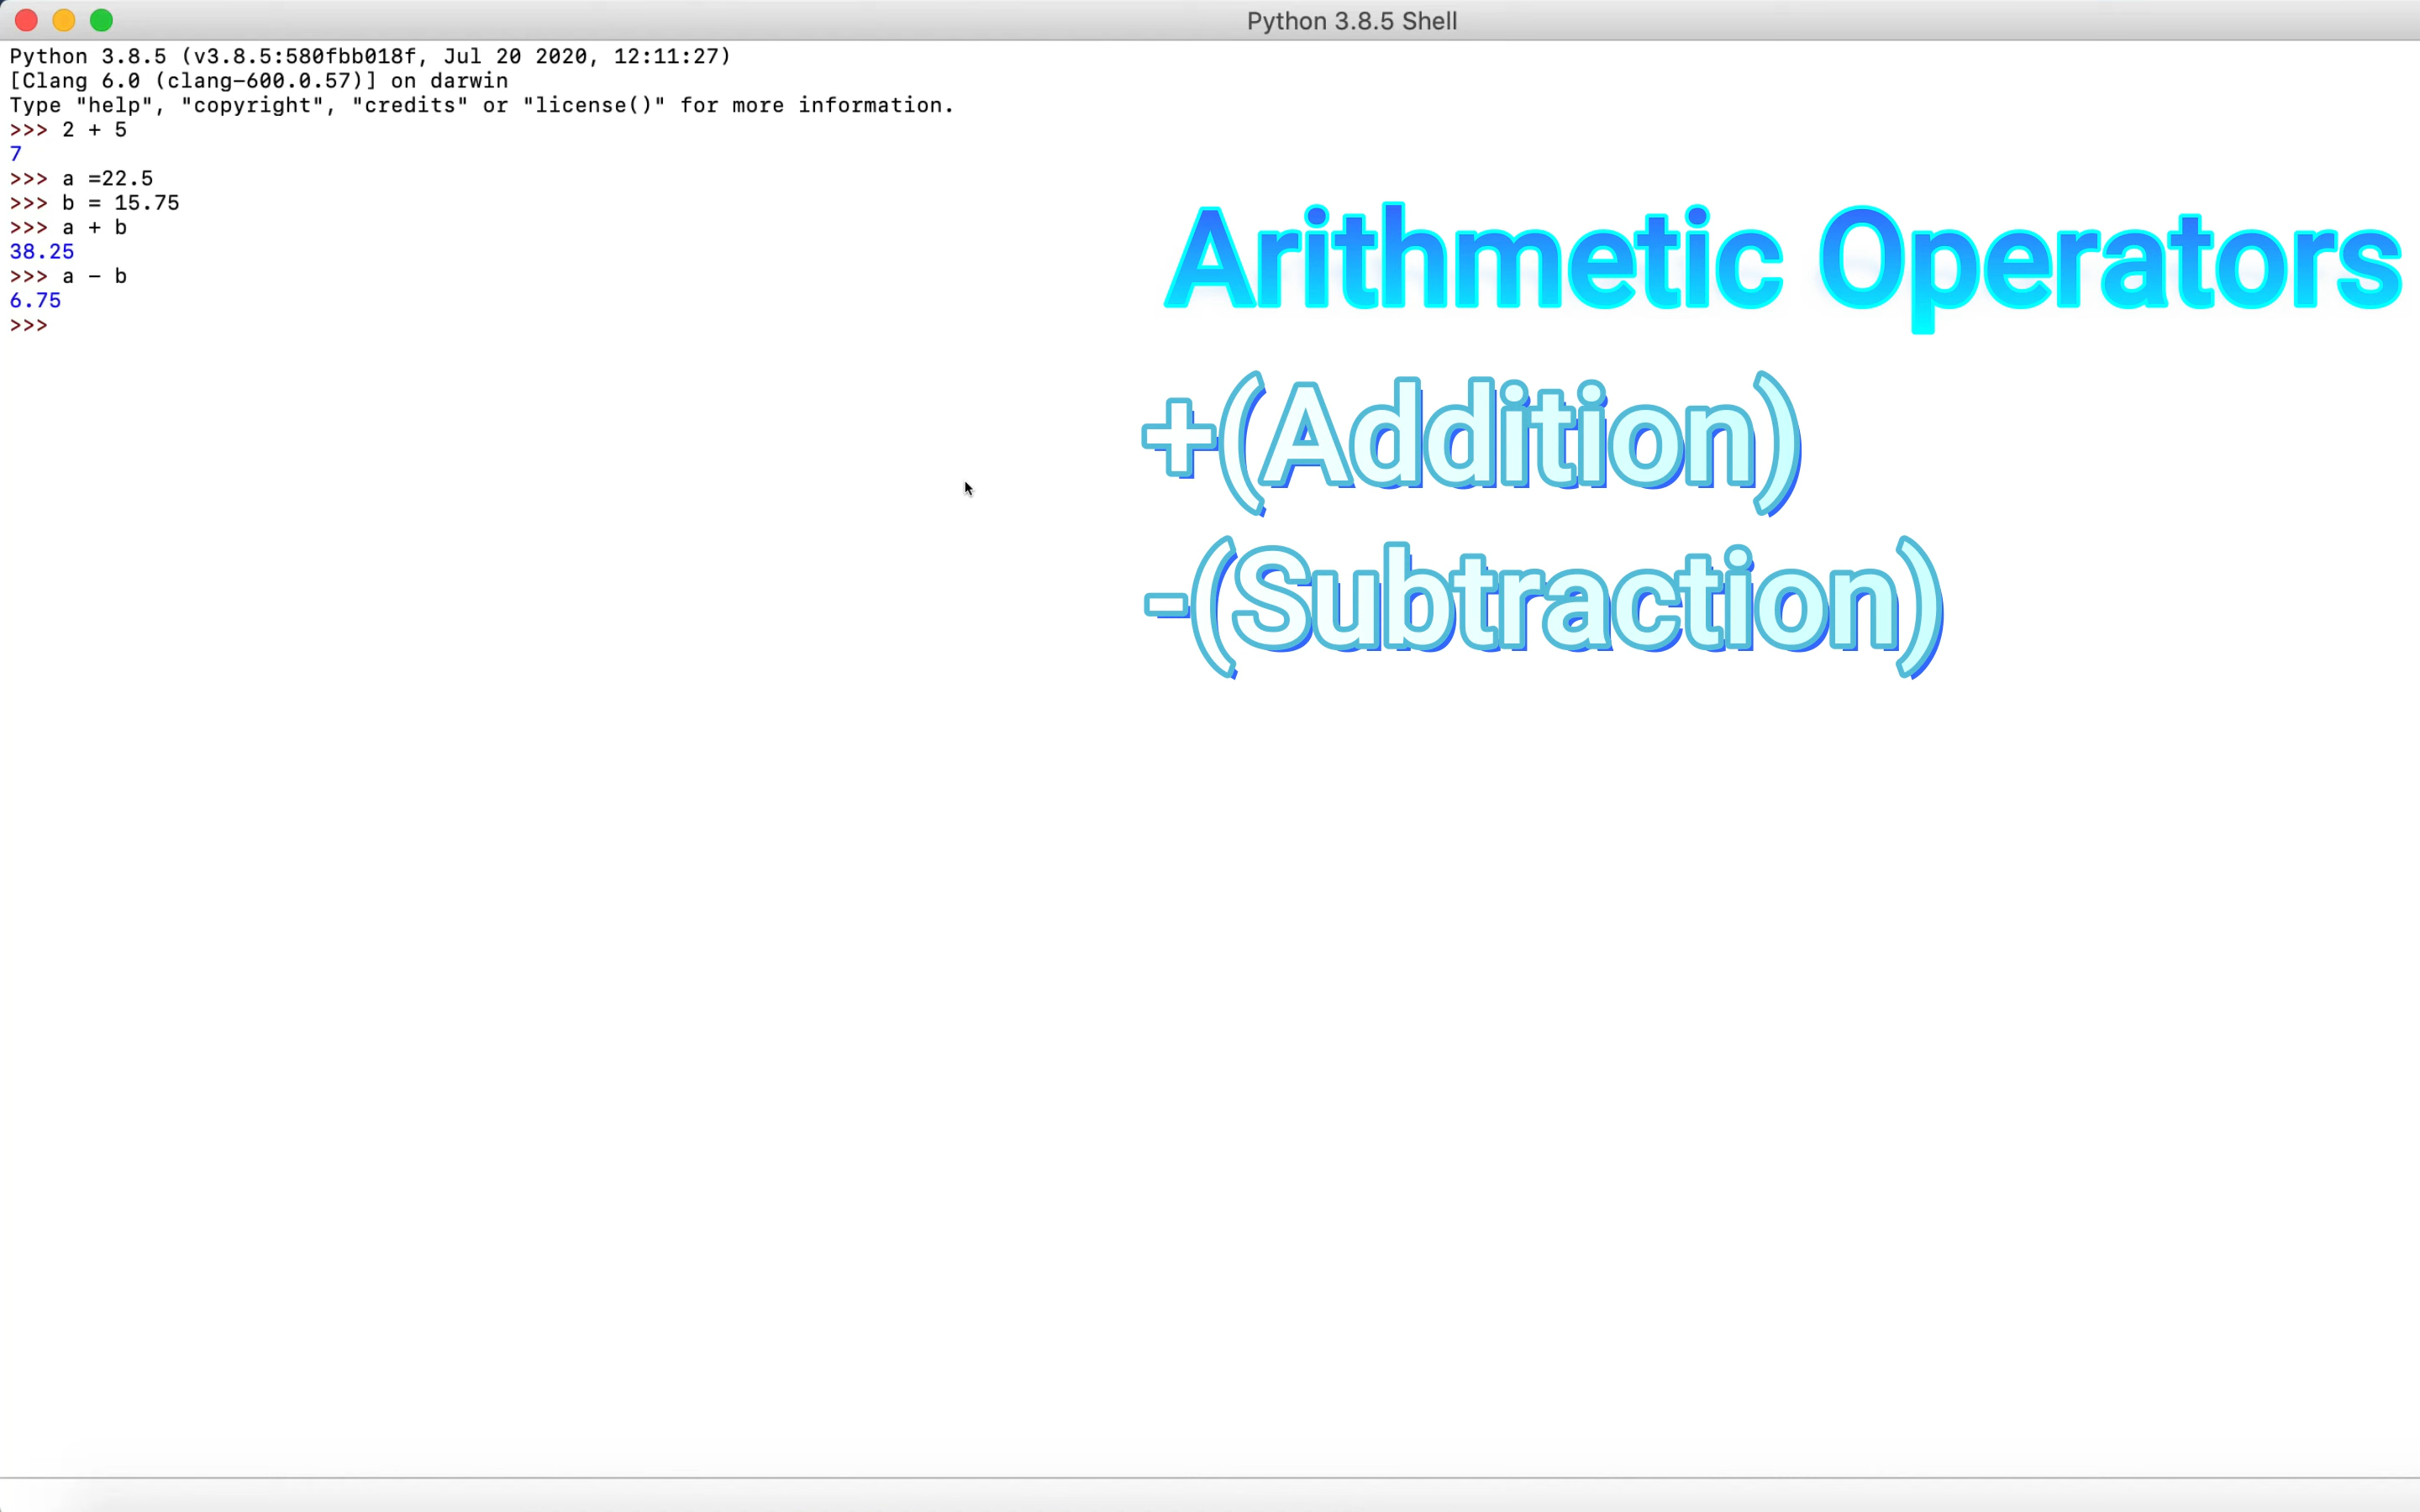 Python 3.8.5 Shell
Python 3.8.5 (v3.8.5:580fbb018f, Jul 20 2020, 12:11:27)
[Clang 6.0 (clang-600.0.57)] on darwin
Type "help", "copyright", "credits" or "license()" for more information.
>>> 2 + 5
7
>>> a =22.5
>>> b = 15.75
>>> a + b
38.25
>>> a - b
6.75
>>>
Arithmetic Operators
+(Addition)
-(Subtraction)